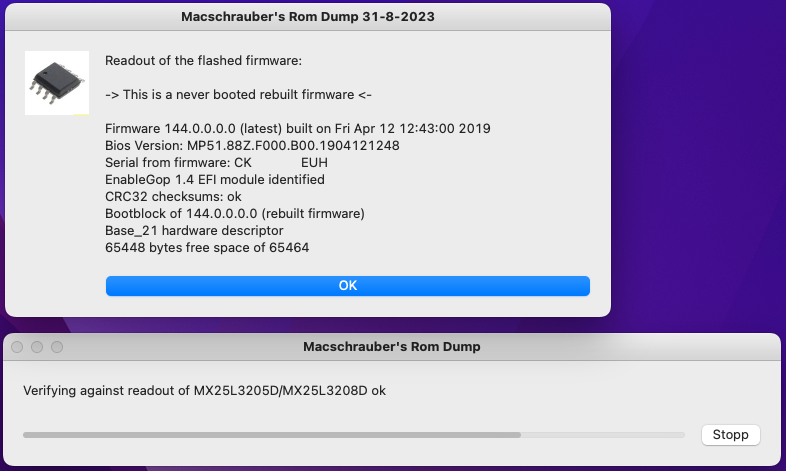 Macschrauber's Rom Dump 31-8-2023
Readout of the flashed firmware:
-> This is a never booted rebuilt firmware <-
Firmware 144.0.0.0.0 (latest) built on Fri Apr 12 12:43:00 2019
Bios Version: MP51.88Z.F000.B00.1904121248
Serial from firmware: CK EUH
EnableGop 1.4 EFI module identified
CRC32 checksums: ok
Bootblock of 144.0.0.0.0 (rebuilt firmware)
Base_21 hardware descriptor
65448 bytes free space of 65464
OK
Macschrauber's Rom Dump
Verifying against readout of MX25L3205D/MX25L3208D ok
Stopp